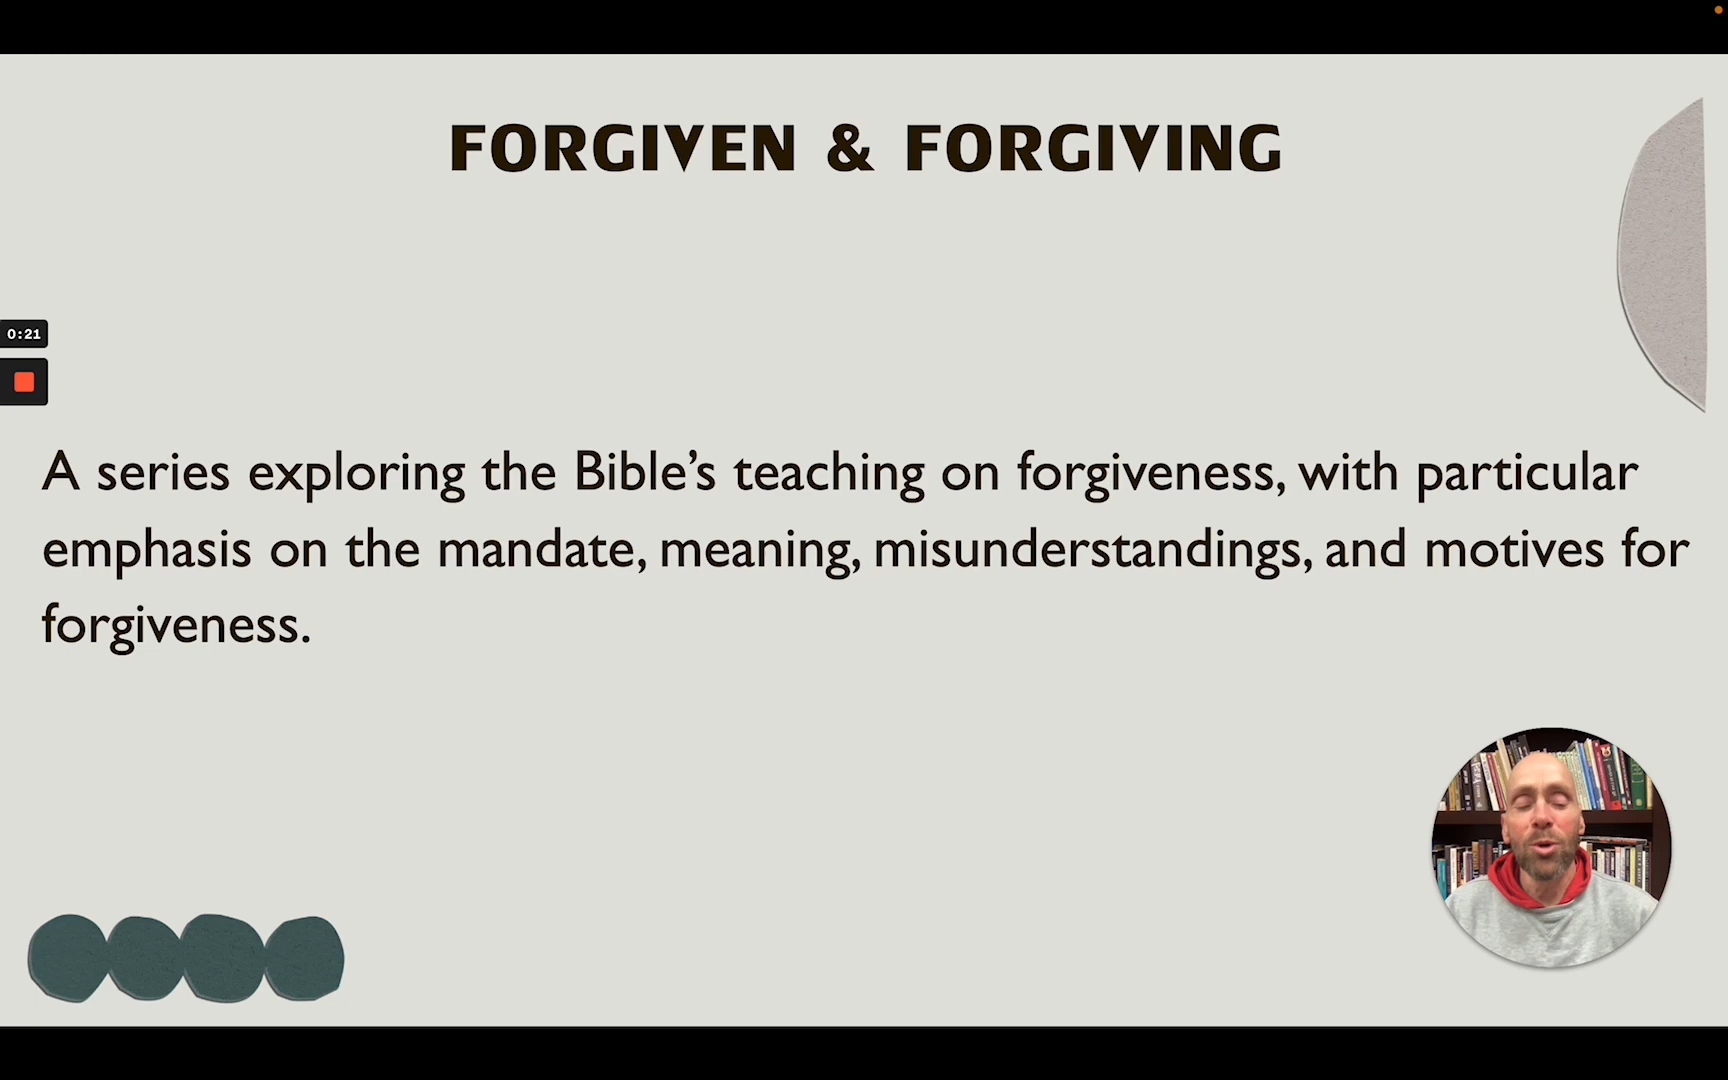 FORGIVEN & FORGIVING
0:21
A series exploring the Bible’s teaching on forgiveness, with particular
emphasis on the mandate, meaning, misunderstandings, and motives for
forgiveness.